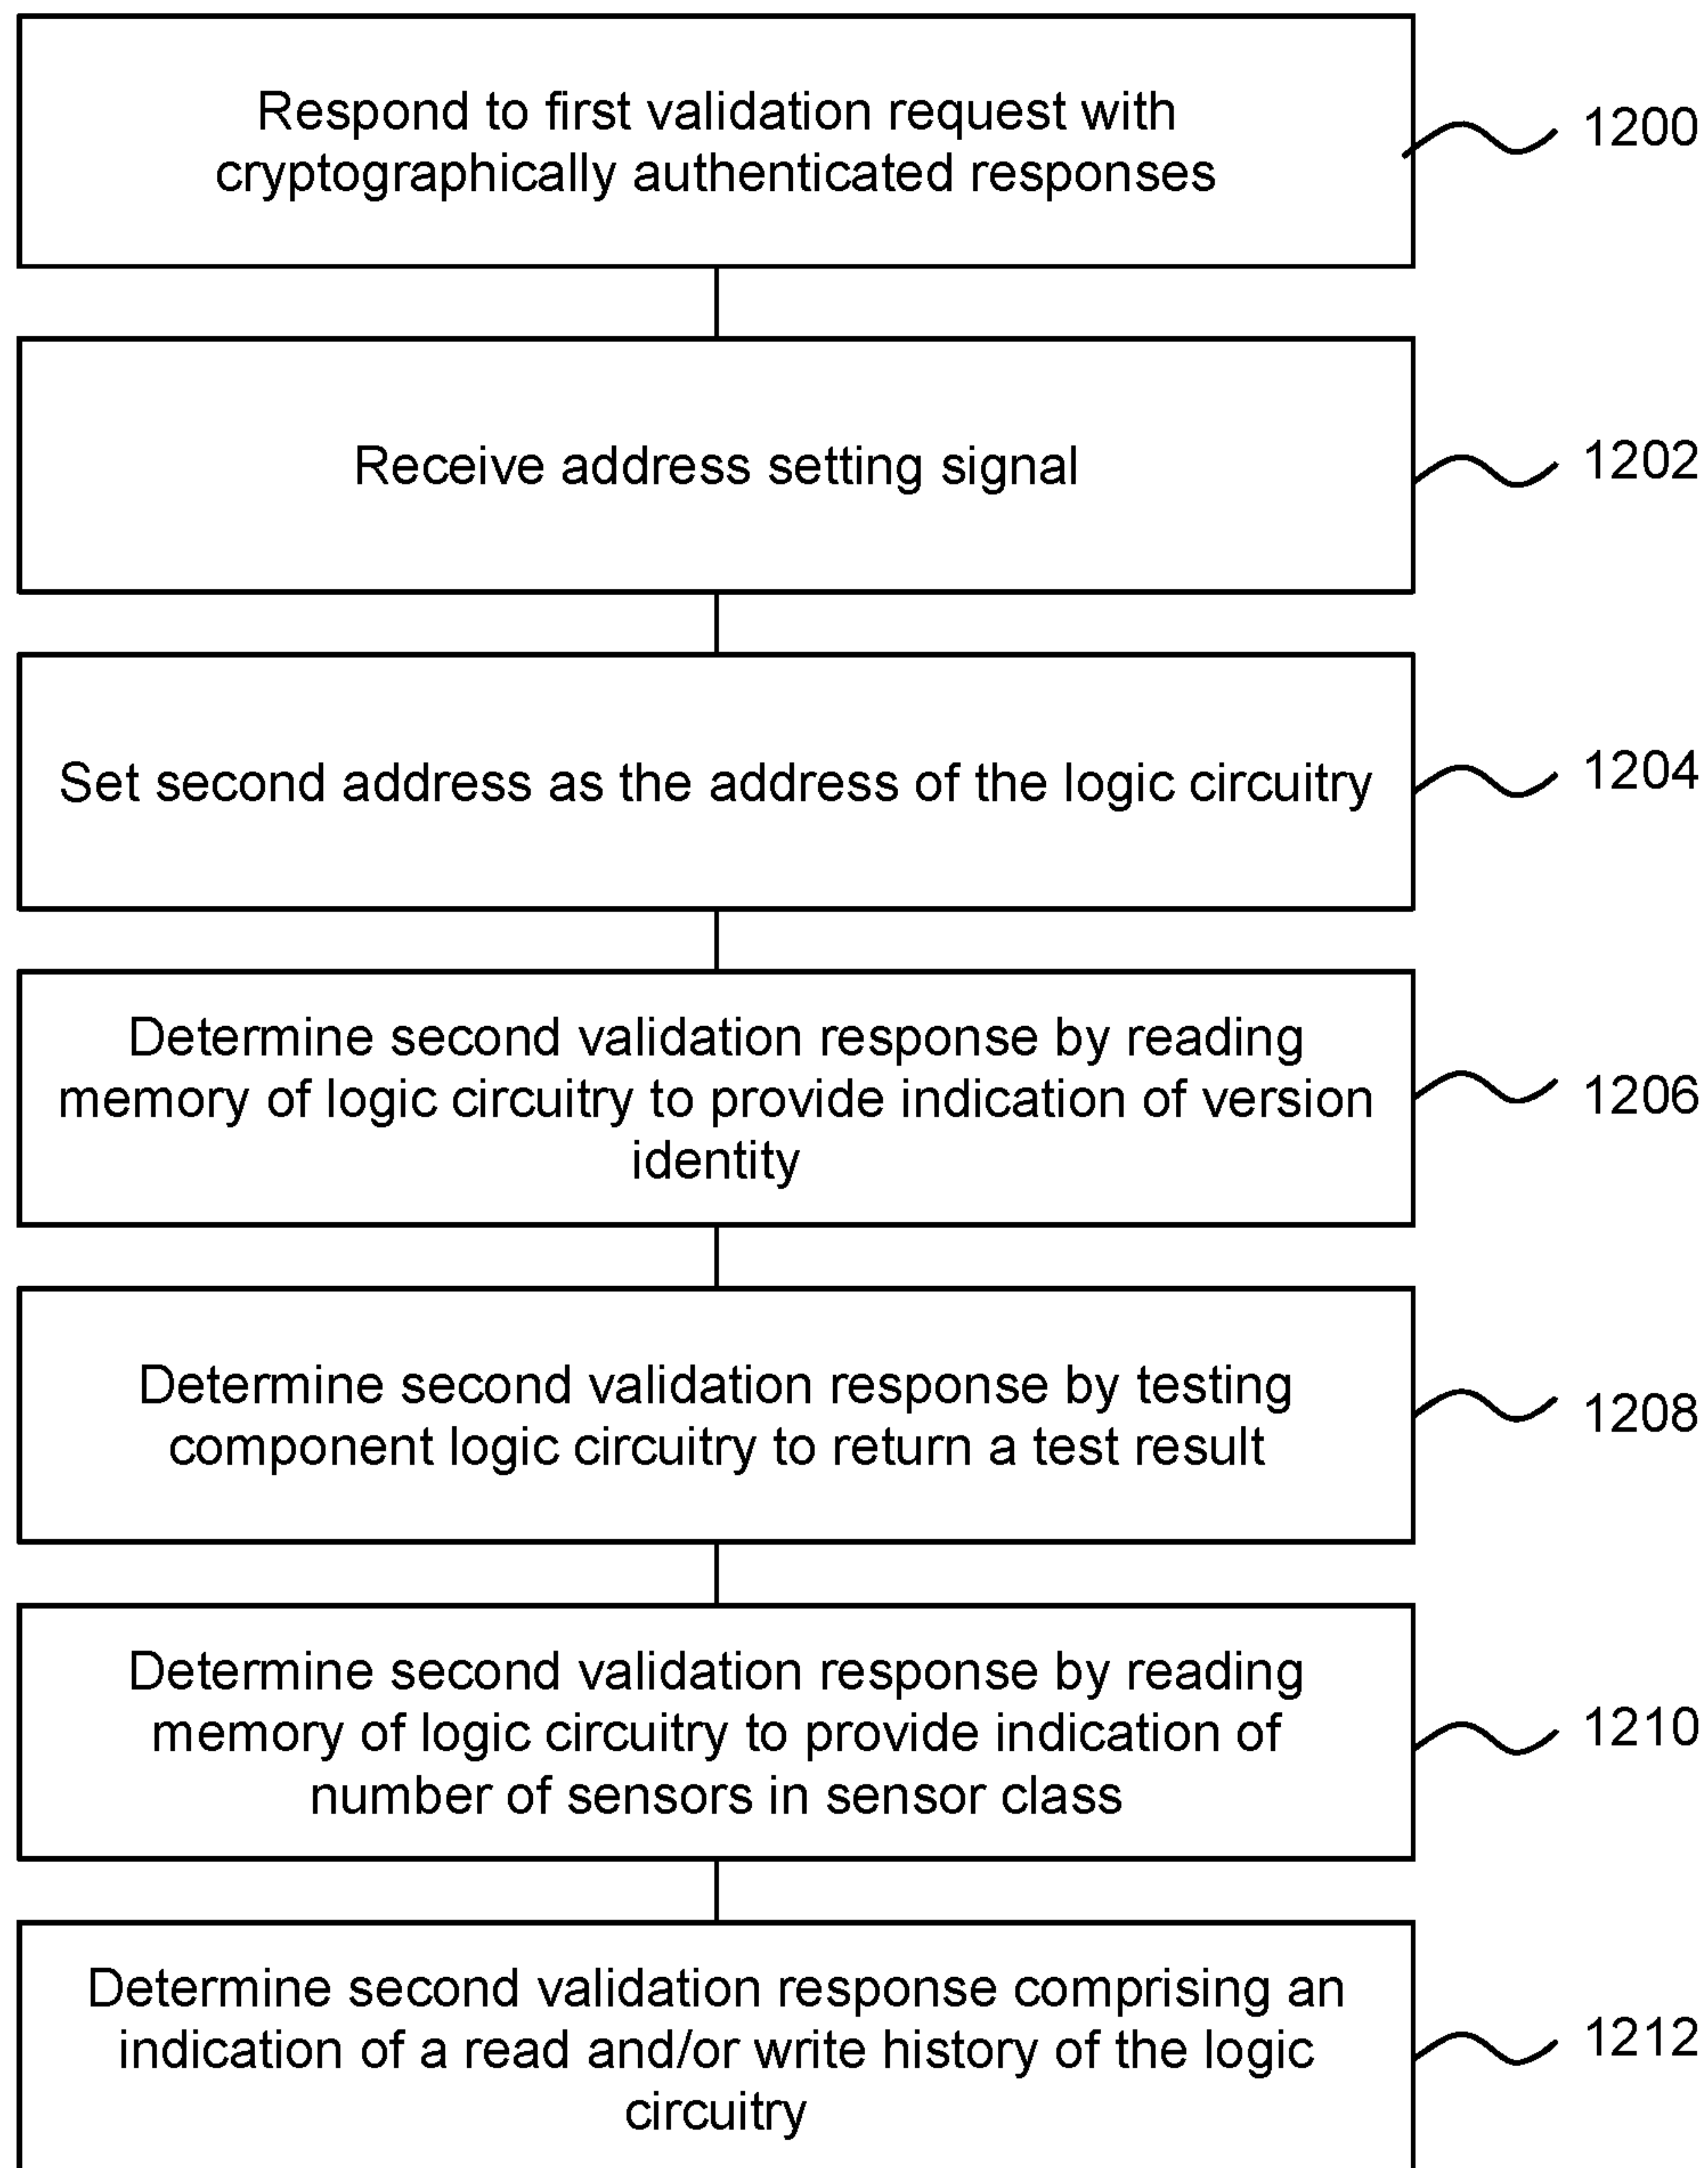 Respond to first validation request with
cryptographically authenticated responses
1200
Receive address setting signal
1202
Set second address as the address of the logic circuitry
1204
Determine second validation response by reading
memory of logic circuitry to provide indication of version
identity
1206
Determine second validation response by testing
component logic circuitry to return a test result
1208
Determine second validation response by reading
memory of logic circuitry to provide indication of
number of sensors in sensor class
1210
Determine second validation response comprising an
indication of a read and/or write history of the logic
circuitry
1212